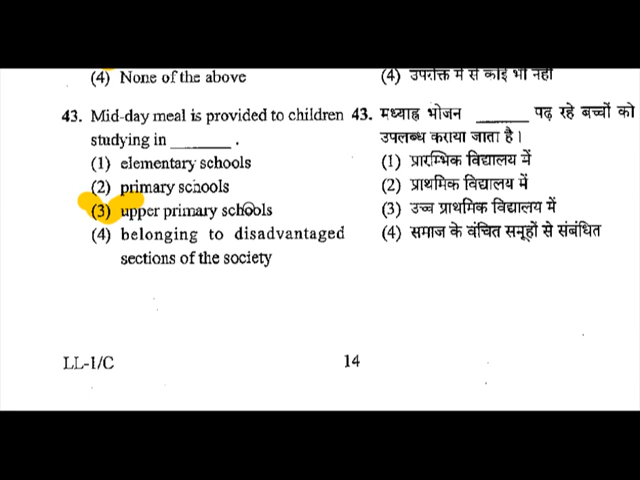 (4) None of the above
(4) उपरोक्त में से कोई भी नहीं
43. Mid-day meal is provided to children
studying in ________ .
(1) elementary schools
(2) primary schools
(3) upper primary schools
(4) belonging to disadvantaged
sections of the society
43. मध्याह्न भोजन ________ पढ़ रहे बच्चों को
उपलब्ध कराया जाता है।
(1) प्रारम्भिक विद्यालय में
(2) प्राथमिक विद्यालय में
(3) उच्च प्राथमिक विद्यालय में
(4) समाज के वंचित समूहों से संबंधित
LL-I/C
14